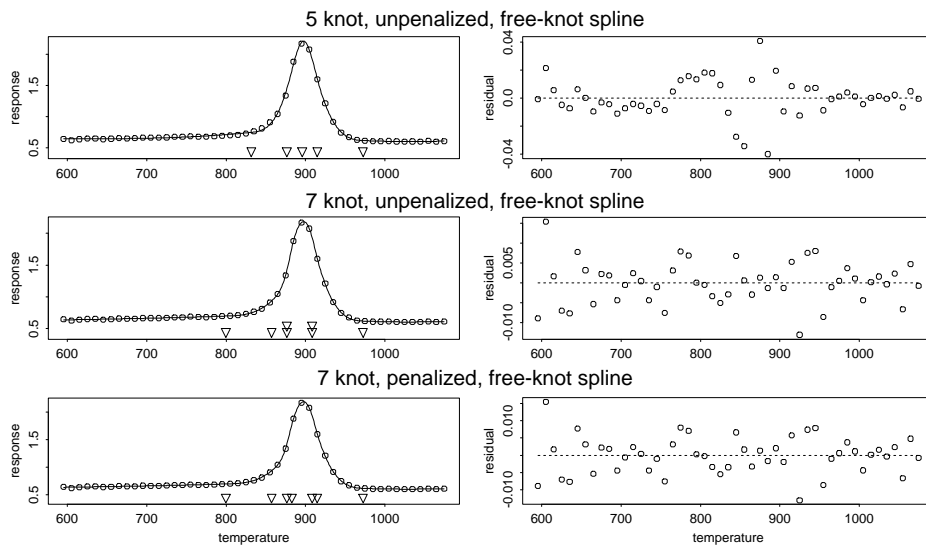 5 knot, unpenalized, free-knot spline
response
0.5 1.5
600 700 800 900 1000
residual
-0.04 0.0 0.04
600 700 800 900 1000
7 knot, unpenalized, free-knot spline
response
0.5 1.5
600 700 800 900 1000
residual
-0.010 0.005
600 700 800 900 1000
7 knot, penalized, free-knot spline
response
0.5 1.5
600 700 800 900 1000
temperature
residual
-0.010 0.010
600 700 800 900 1000
temperature